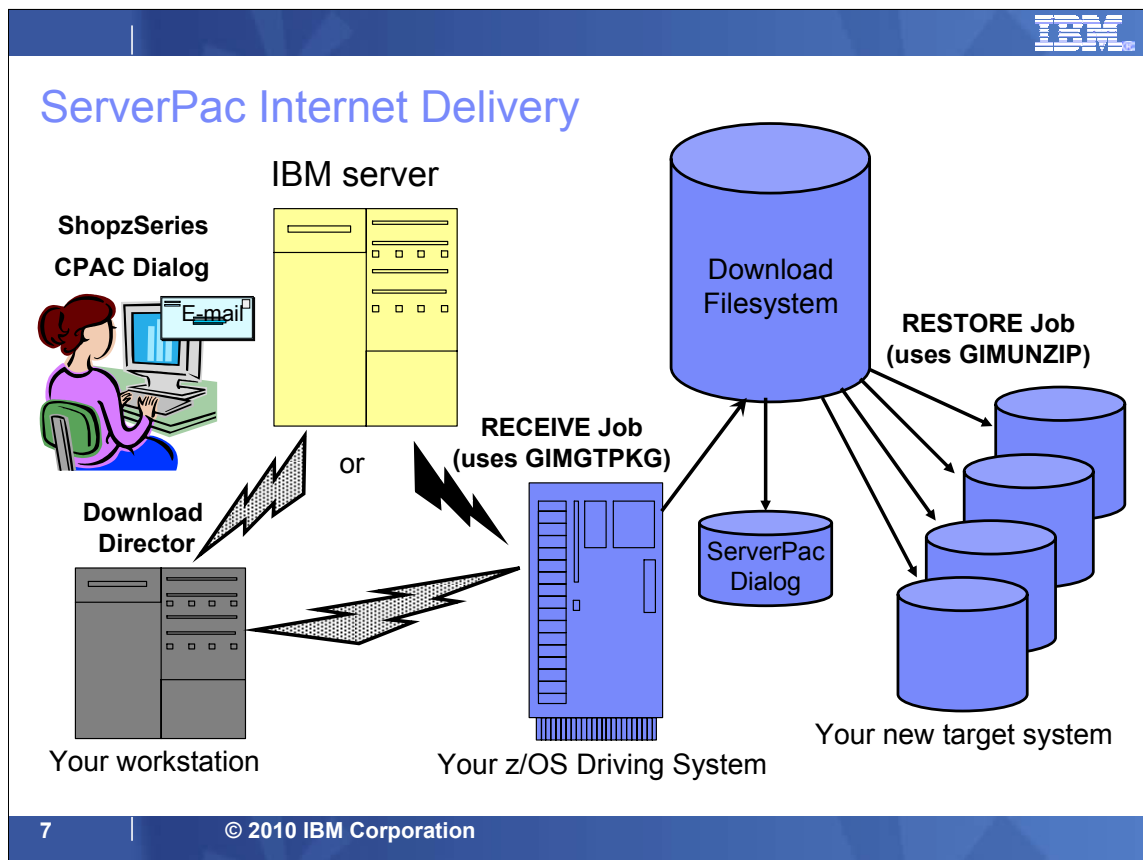 IBM
ServerPac Internet Delivery
IBM server
ShopzSeries
CPAC Dialog
E-mail
Download
Filesystem
RESTORE Job
(uses GIMUNZIP)
RECEIVE Job
(uses GIMGTPKG)
or
Download
Director
ServerPac
Dialog
Your workstation
Your z/OS Driving System
Your new target system
7
© 2010 IBM Corporation